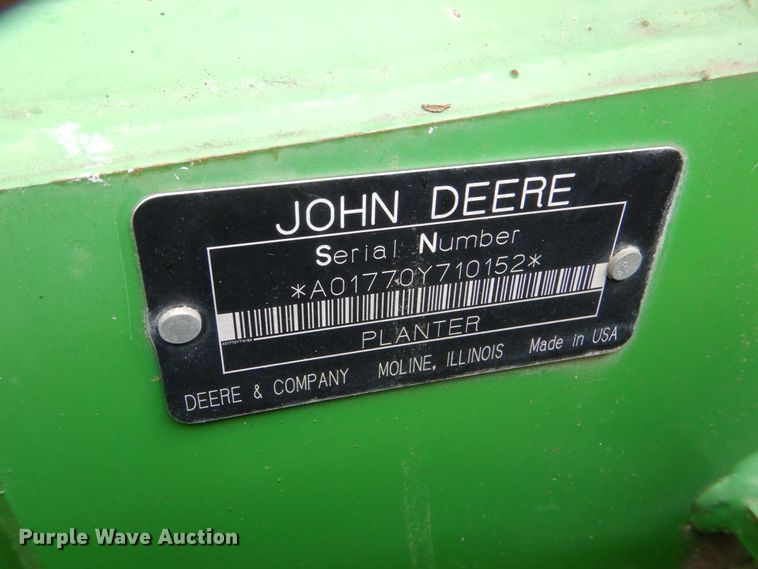 JOHN DEERE
Serial Number
*A01770Y710152*
PLANTER
DEERE & COMPANY MOLINE, ILLINOIS Made in USA
Purple Wave Auction